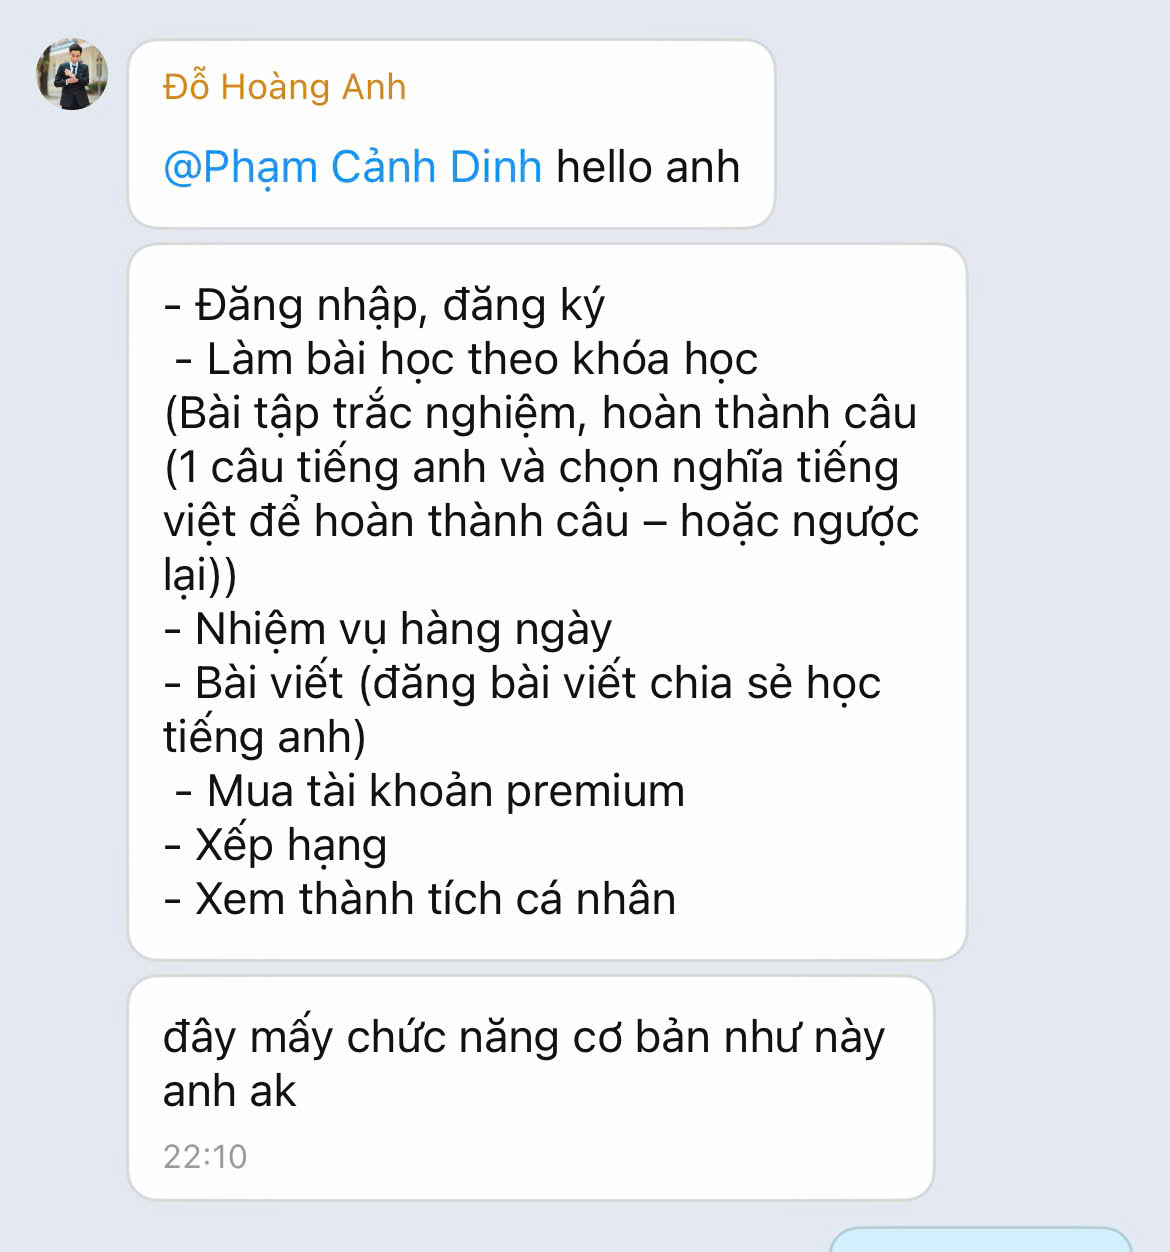 Đỗ Hoàng Anh
@Phạm Cảnh Dinh hello anh
- Đăng nhập, đăng ký
- Làm bài học theo khóa học
(Bài tập trắc nghiệm, hoàn thành câu
(1 câu tiếng anh và chọn nghĩa tiếng
việt để hoàn thành câu – hoặc ngược
lại))
- Nhiệm vụ hàng ngày
- Bài viết (đăng bài viết chia sẻ học
tiếng anh)
- Mua tài khoản premium
- Xếp hạng
- Xem thành tích cá nhân
đây mấy chức năng cơ bản như này
anh ak
22:10